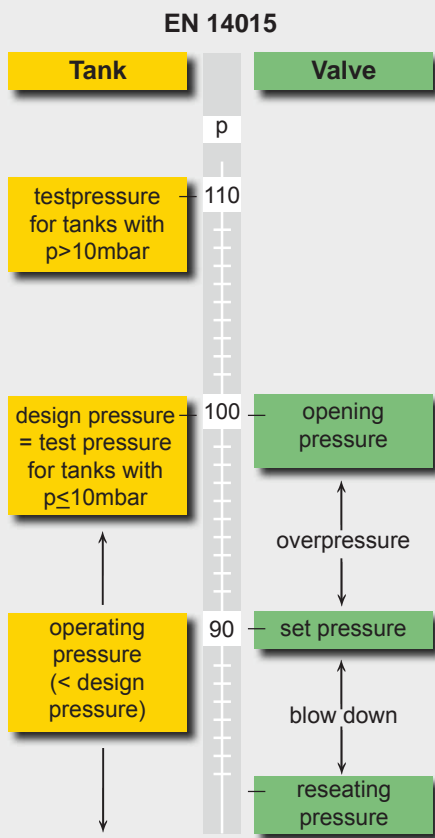 EN 14015
Tank
Valve
p
testpressure
for tanks with
p>10mbar
110
design pressure
= test pressure
for tanks with
p≤10mbar
100
opening
pressure
overpressure
operating
pressure
(< design
pressure)
90
set pressure
blow down
reseating
pressure